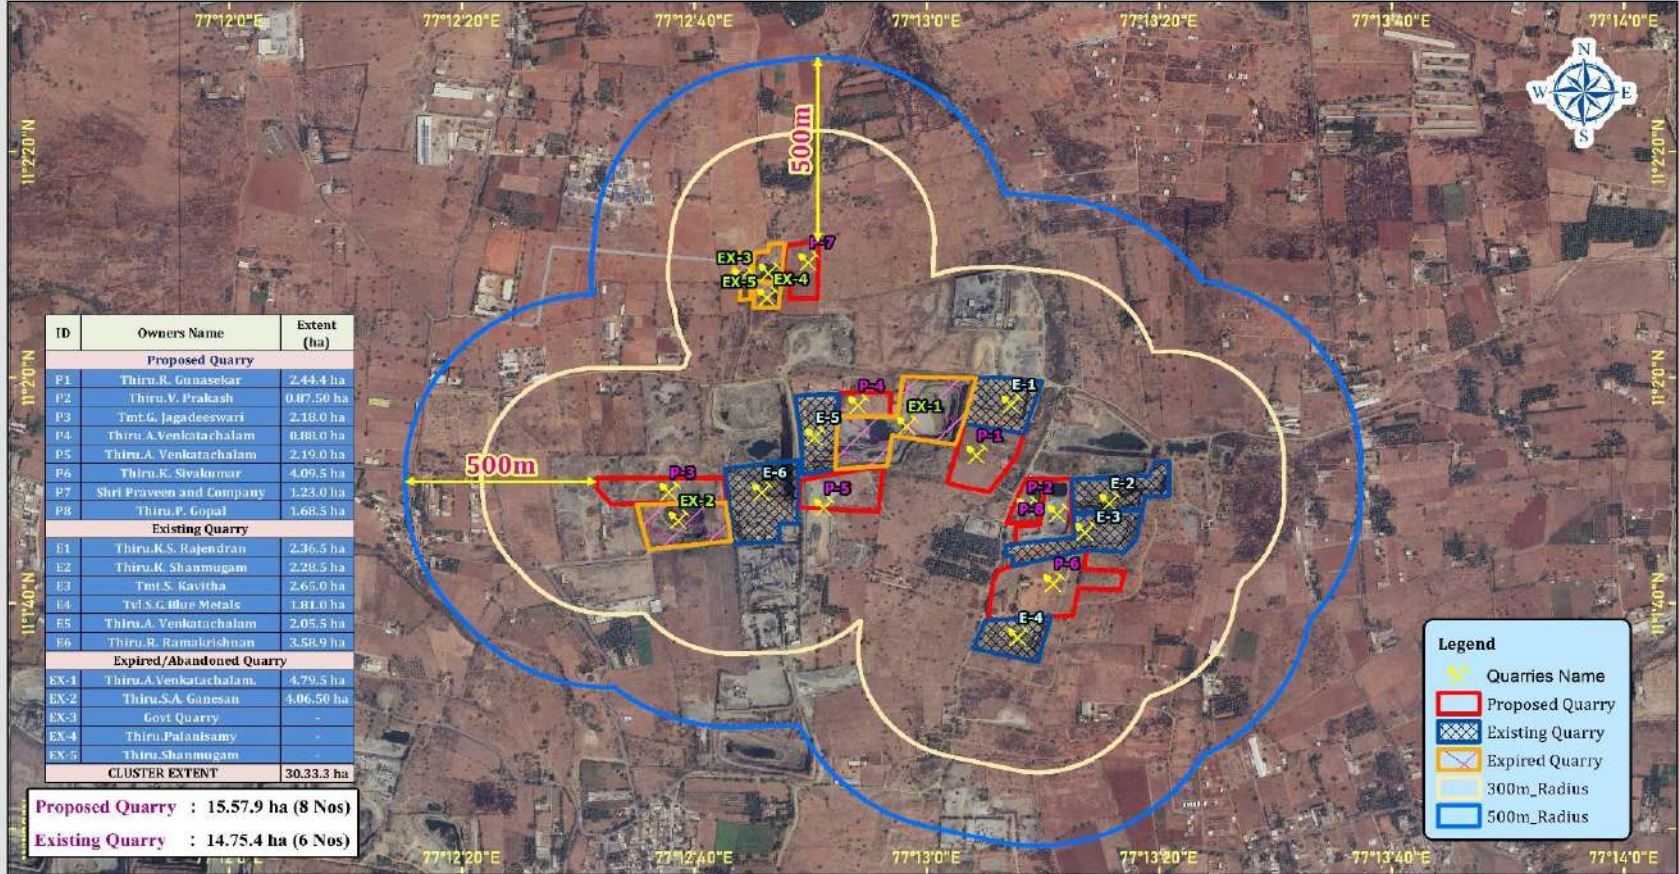 77°12'0"E 77°12'20"E 77°12'40"E 77°13'0"E 77°13'20"E 77°13'40"E 77°14'0"E
N
W E
S
11°2'20"N 11°2'20"N
500m
P-7
EX-3
EX-4
EX-5
ID Owners Name Extent (ha)
Proposed Quarry
P1 Thiru.R. Gunasekar 2.44.4 ha
P2 Thiru.V. Prakash 0.87.50 ha
P3 Tmt.G. Jagadeeswari 2.18.0 ha
P4 Thiru.A.Venkatachalam 0.88.0 ha
P5 Thiru.A. Venkatachalam 2.19.0 ha
P6 Thiru.K. Sivakumar 4.09.5 ha
P7 Shri Praveen and Company 1.23.0 ha
P8 Thiru.P. Gopal 1.68.5 ha
Existing Quarry
E1 Thiru.K.S. Rajendran 2.36.5 ha
E2 Thiru.K. Shanmugam 2.28.5 ha
E3 Tmt.S. Kavitha 2.65.0 ha
E4 Tvl.S.G.Blue Metals 1.81.0 ha
E5 Thiru.A. Venkatachalam 2.05.5 ha
E6 Thiru.R. Ramakrishnan 3.58.9 ha
Expired/Abandoned Quarry
EX-1 Thiru.A.Venkatachalam. 4.79.5 ha
EX-2 Thiru.S.A. Ganesan 4.06.50 ha
EX-3 Govt Quarry -
EX-4 Thiru.Palanisamy -
EX-5 Thiru.Shanmugam -
CLUSTER EXTENT 30.33.3 ha
Proposed Quarry : 15.57.9 ha (8 Nos)
Existing Quarry : 14.75.4 ha (6 Nos)
11°2'0"N 11°2'0"N
P-4
E-1
EX-1
E-5
P-1
500m
P-3
E-6
EX-2
P-5
P-2
E-2
P-8
E-3
P-6
E-4
11°1'40"N 11°1'40"N
Legend
Quarries Name
Proposed Quarry
Existing Quarry
Expired Quarry
300m_Radius
500m_Radius
77°12'20"E 77°12'40"E 77°13'0"E 77°13'20"E 77°13'40"E 77°14'0"E